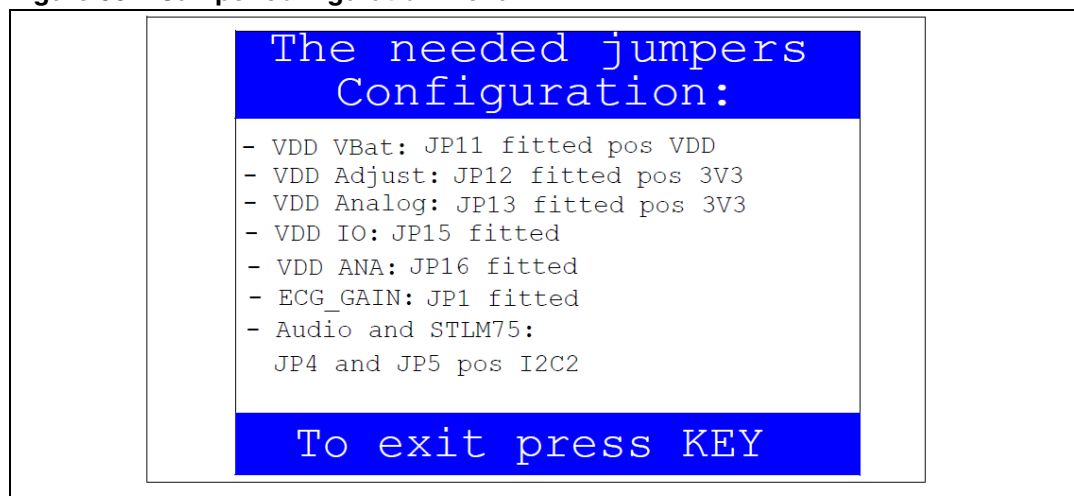 The needed jumpers
Configuration:
- VDD VBat: JP11 fitted pos VDD
- VDD Adjust: JP12 fitted pos 3V3
- VDD Analog: JP13 fitted pos 3V3
- VDD IO: JP15 fitted
- VDD ANA: JP16 fitted
- ECG_GAIN: JP1 fitted
- Audio and STLM75:
JP4 and JP5 pos I2C2
To exit press KEY